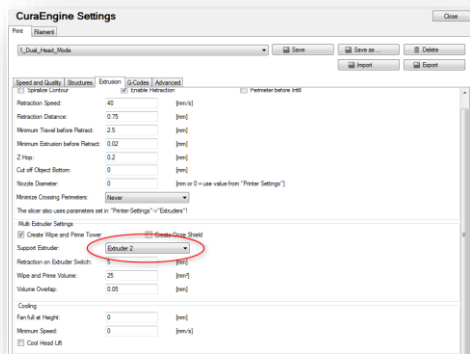 CuraEngine Settings
Close
Print Filament
1_Dual_Head_Mode
Save
Save as ...
Delete
Import
Export
Speed and Quality Structures Extrusion G-Codes Advanced
Spiralize Contour Enable Retraction Perimeter before Infill
Retraction Speed: 40 [mm/s]
Retraction Distance: 0.75 [mm]
Minimum Travel before Retract: 2.5 [mm]
Minimum Extrusion before Retract: 0.02 [mm]
Z Hop: 0.2 [mm]
Cut off Object Bottom: 0 [mm]
Nozzle Diameter: 0 [mm or 0 = use value from "Printer Settings"]
Minimize Crossing Perimeters: Never
The slicer also uses parameters set in "Printer-Settings"->"Extruders"!
Multi Extruder Settings
Create Wipe and Prime Tower Create Ooze Shield
Support Extruder: Extruder 2
Retraction on Extruder Switch: 5 [mm]
Wipe and Prime Volume: 25 [mm³]
Volume Overlap: 0.05 [mm]
Cooling
Fan full at Height: 0 [mm]
Minimum Speed: 0 [mm/s]
Cool Head Lift